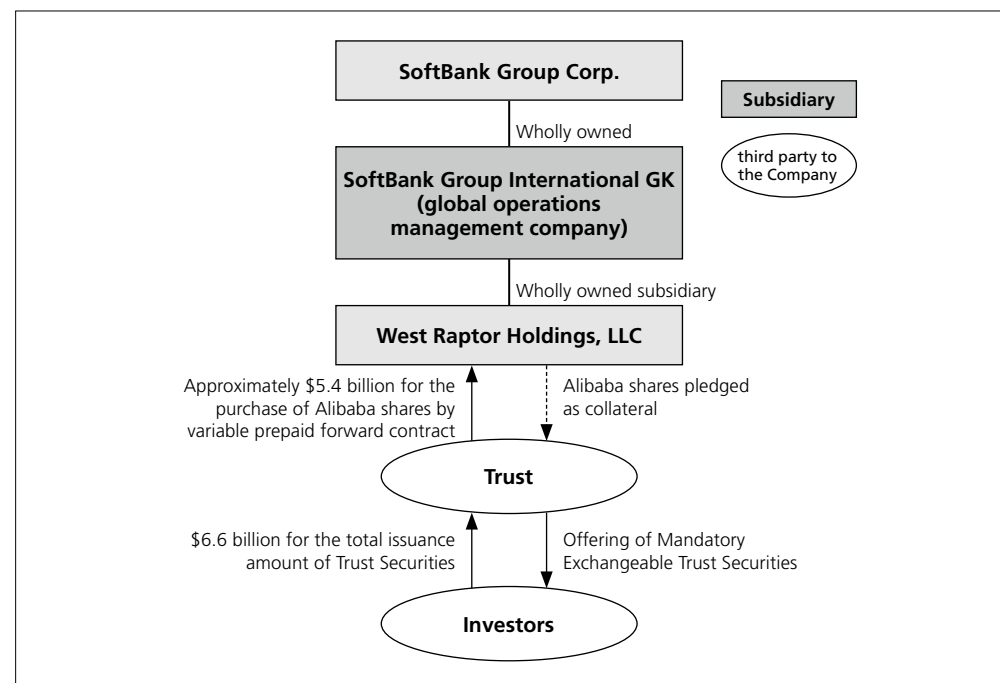 SoftBank Group Corp.
Subsidiary
Wholly owned
third party to
the Company
SoftBank Group International GK
(global operations
management company)
Wholly owned subsidiary
West Raptor Holdings, LLC
Approximately $5.4 billion for the
purchase of Alibaba shares by
variable prepaid forward contract
Alibaba shares pledged
as collateral
Trust
$6.6 billion for the total issuance
amount of Trust Securities
Offering of Mandatory
Exchangeable Trust Securities
Investors